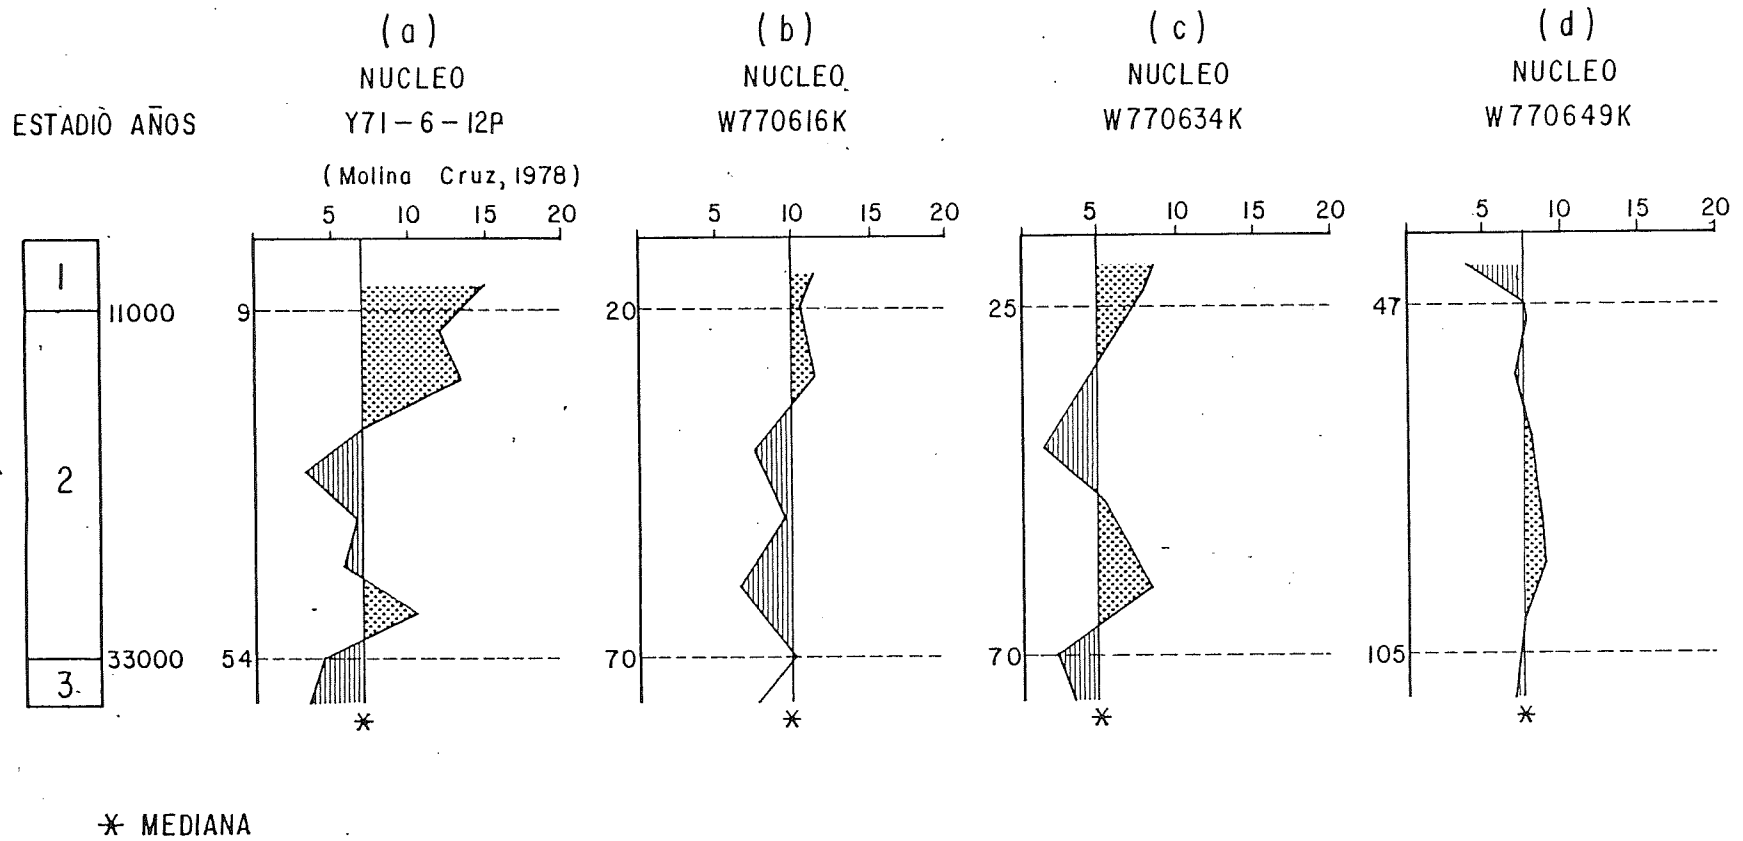 (a) (b) (c) (d)
NUCLEO NUCLEO NUCLEO NUCLEO
ESTADIO AÑOS Y71-6-12P W770616K W770634K W770649K
(Molina Cruz, 1978)
5 10 15 20 5 10 15 20 5 10 15 20 5 10 15 20
1
11000 9 20 25 47
2
33000 54 70 70 105
3
* * * *
* MEDIANA